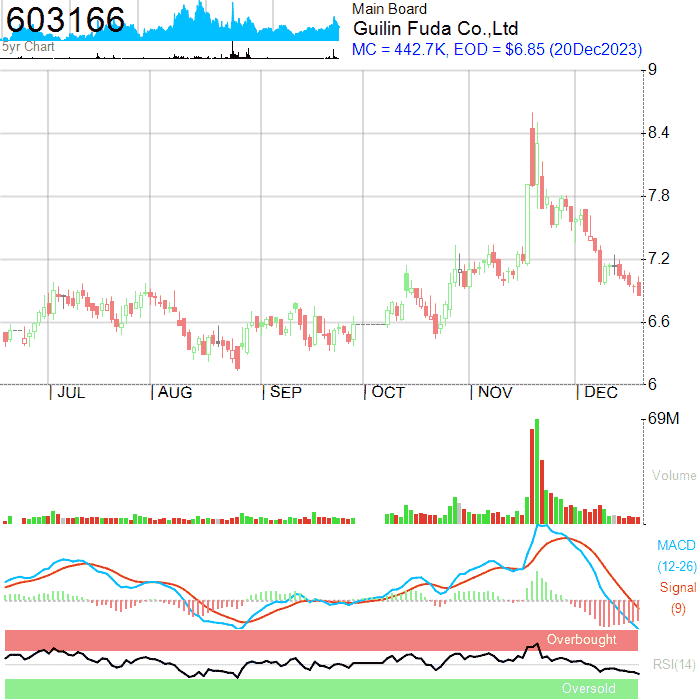 603166
5yr Chart
Main Board
Guilin Fuda Co.,Ltd
MC = 442.7K, EOD = $6.85 (20Dec2023)
9
8.4
7.8
7.2
6.6
6
JUL
AUG
SEP
OCT
NOV
DEC
69M
Volume
MACD
(12-26)
Signal
(9)
Overbought
RSI(14)
Oversold